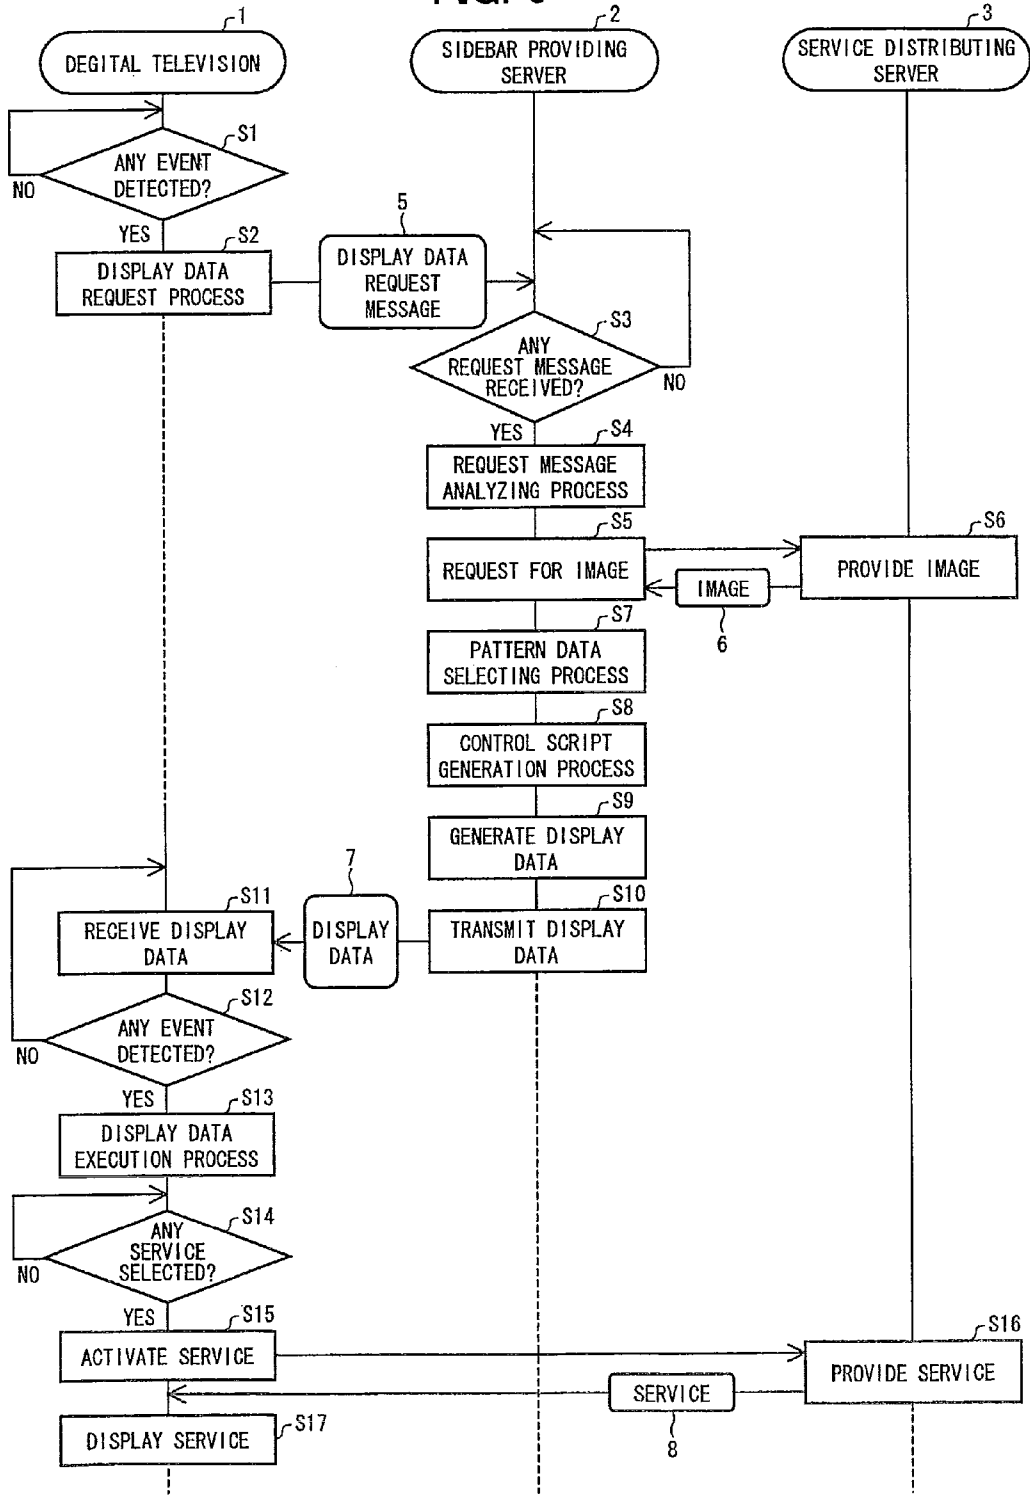 1
2
3
DEGITAL TELEVISION
SIDEBAR PROVIDING
SERVER
SERVICE DISTRIBUTING
SERVER
S1
ANY EVENT
DETECTED?
NO
YES
S2
DISPLAY DATA
REQUEST PROCESS
5
DISPLAY DATA
REQUEST
MESSAGE
S3
ANY
REQUEST MESSAGE
RECEIVED?
NO
YES
S4
REQUEST MESSAGE
ANALYZING PROCESS
S5
REQUEST FOR IMAGE
S6
PROVIDE IMAGE
IMAGE
6
S7
PATTERN DATA
SELECTING PROCESS
S8
CONTROL SCRIPT
GENERATION PROCESS
S9
GENERATE DISPLAY
DATA
S10
TRANSMIT DISPLAY
DATA
7
DISPLAY
DATA
S11
RECEIVE DISPLAY
DATA
S12
ANY EVENT
DETECTED?
NO
YES
S13
DISPLAY DATA
EXECUTION PROCESS
S14
ANY
SERVICE
SELECTED?
NO
YES
S15
ACTIVATE SERVICE
S16
PROVIDE SERVICE
SERVICE
8
S17
DISPLAY SERVICE